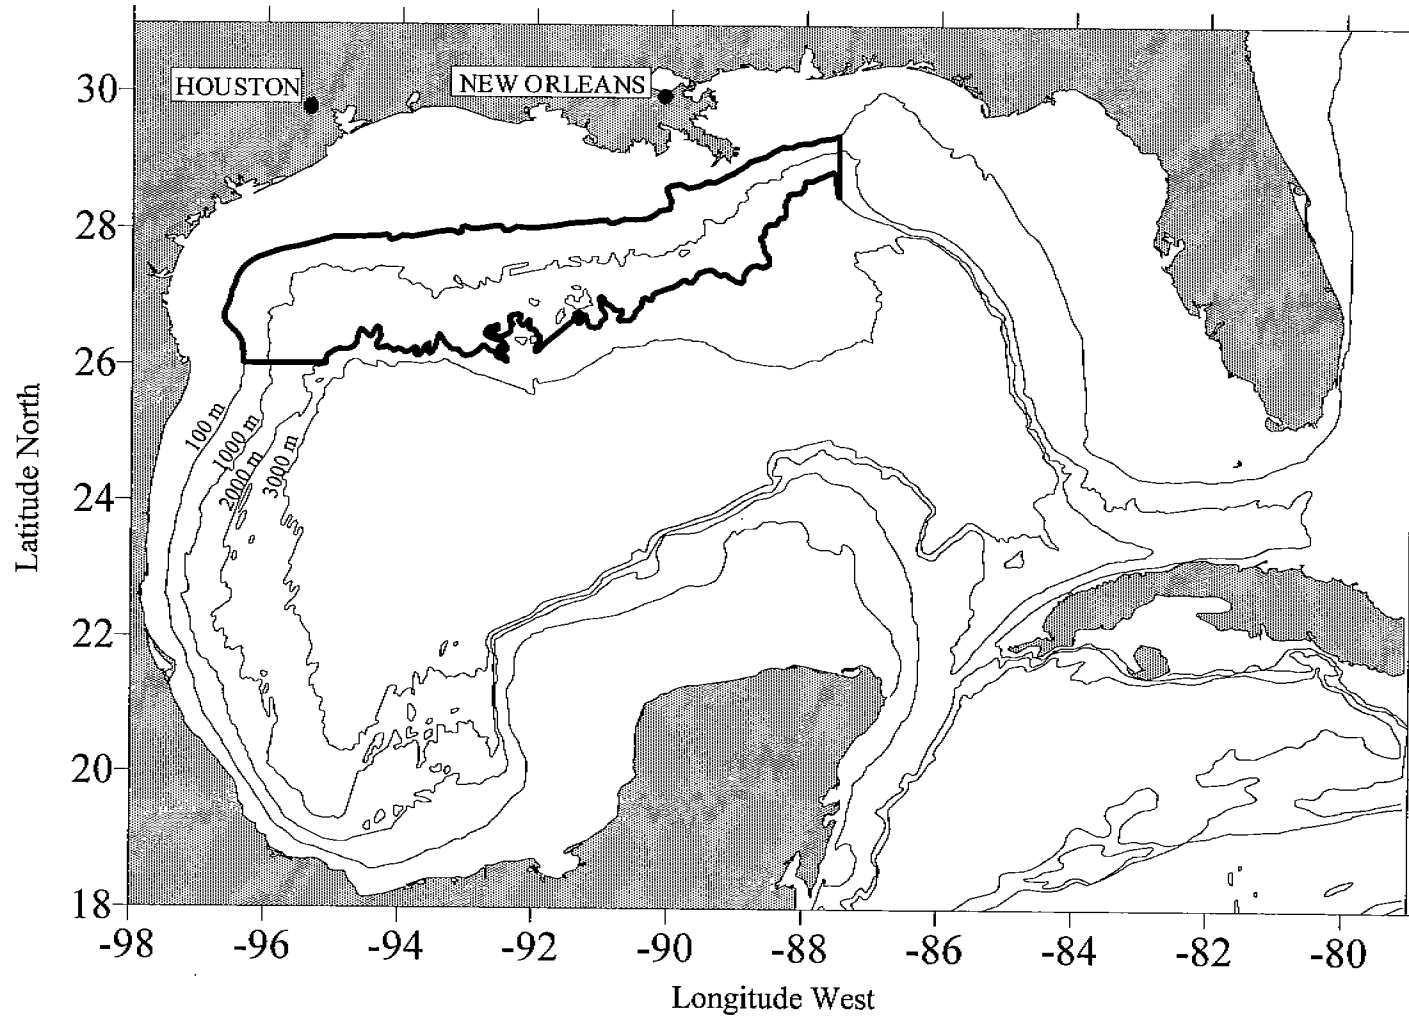 30
HOUSTON
NEW ORLEANS
28
26
Latitude North
100 m
1000 m
2000 m
3000 m
24
22
20
18
-98 -96 -94 -92 -90 -88 -86 -84 -82 -80
Longitude West